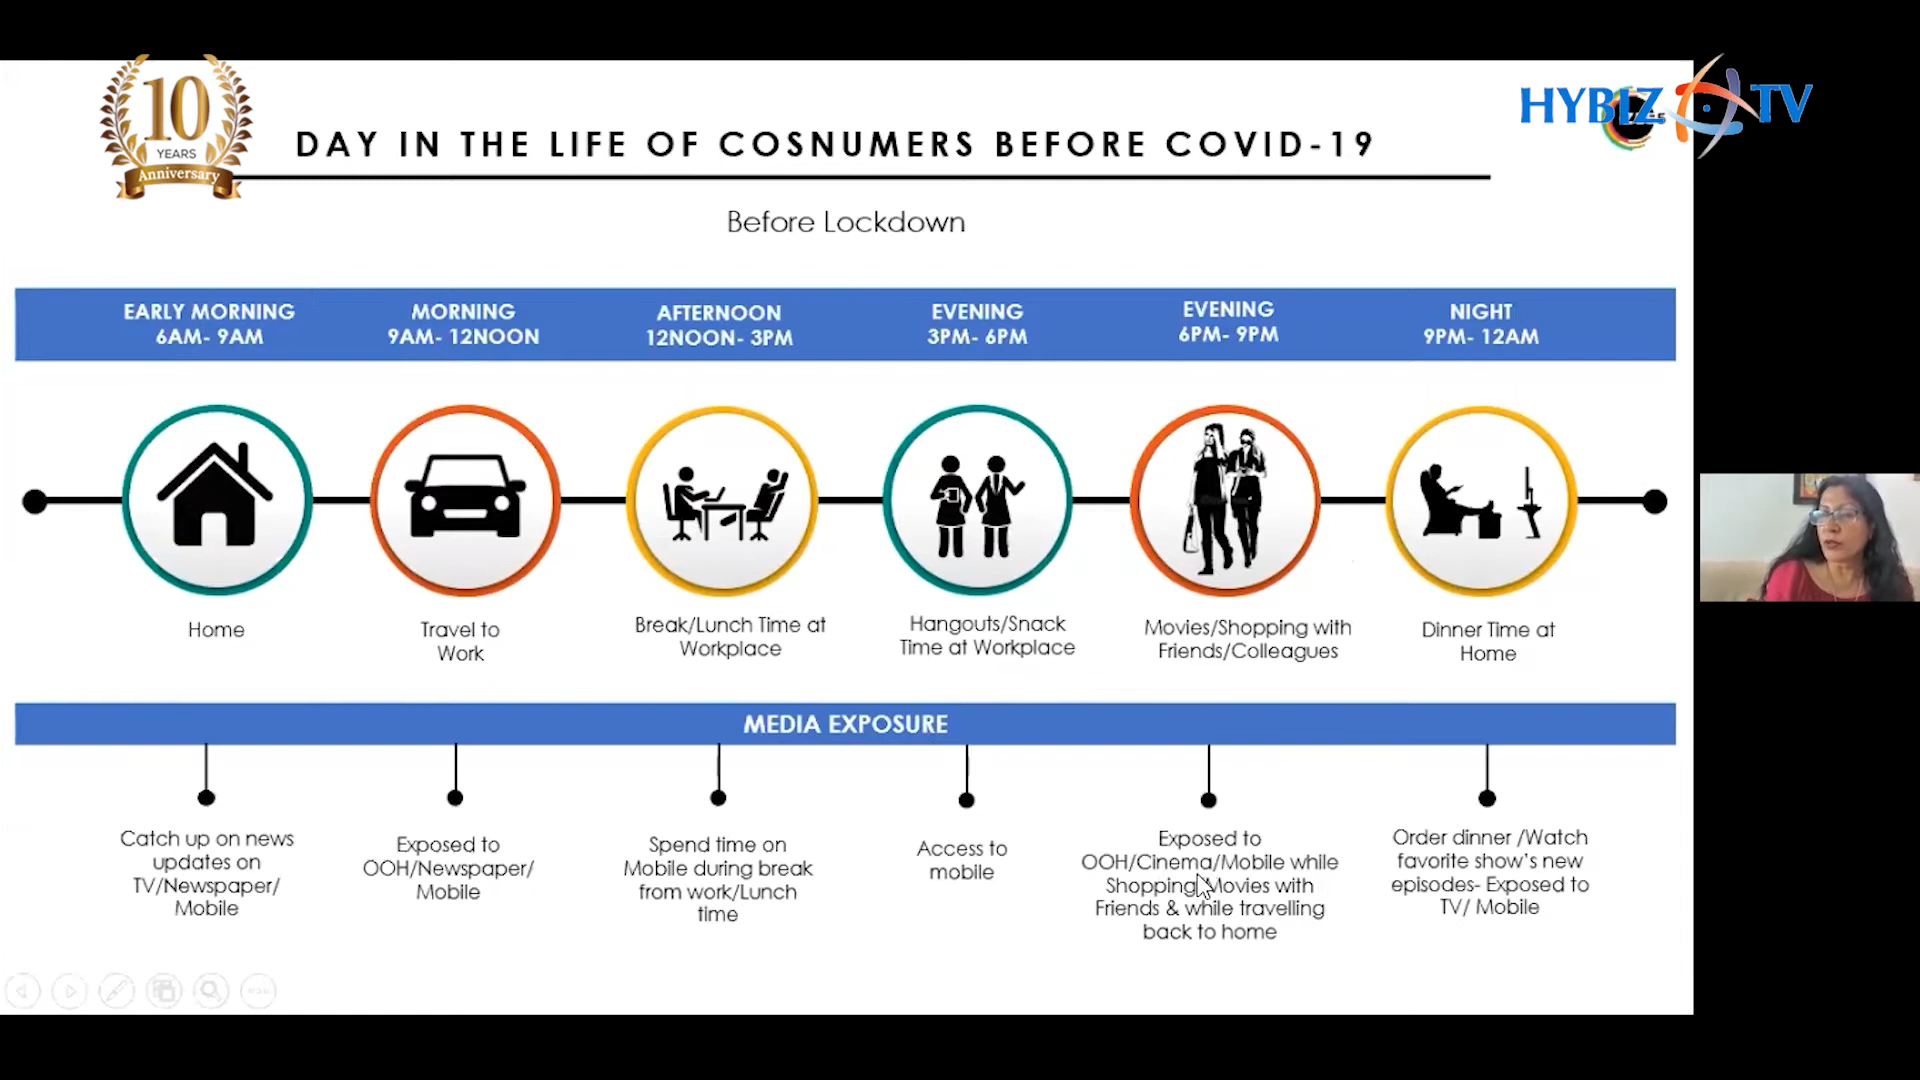 10
YEARS
Anniversary
HYBIZ TV
DAY IN THE LIFE OF COSNUMERS BEFORE COVID-19
Before Lockdown
EARLY MORNING
6AM- 9AM
MORNING
9AM- 12NOON
AFTERNOON
12NOON- 3PM
EVENING
3PM- 6PM
EVENING
6PM- 9PM
NIGHT
9PM- 12AM
Home
Travel to
Work
Break/Lunch Time at
Workplace
Hangouts/Snack
Time at Workplace
Movies/Shopping with
Friends/Colleagues
Dinner Time at
Home
MEDIA EXPOSURE
Catch up on news
updates on
TV/Newspaper/
Mobile
Exposed to
OOH/Newspaper/
Mobile
Spend time on
Mobile during break
from work/Lunch
time
Access to
mobile
Exposed to
OOH/Cinema/Mobile while
Shopping/Movies with
Friends & while travelling
back to home
Order dinner /Watch
favorite show's new
episodes- Exposed to
TV/ Mobile